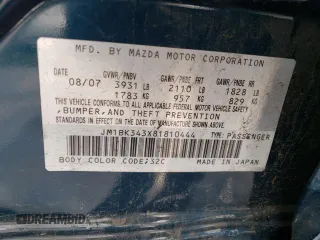 MFD. BY MAZDA MOTOR CORPORATION
GVWR/PNBV GAWR/PNBE FRT GAWR/PNBE RR
08/07 3931 LB 2110 LB 1828 LB
1783 KG 957 KG 829 KG
THIS VEHICLE CONFORMS TO ALL APPLICABLE FEDERAL MOTOR VEHICLE SAFETY
, BUMPER, AND THEFT PREVENTION
STANDARDS IN EFFECT ON THE DATE OF MANUFACTURE SHOWN ABOVE.
JM1BK343X81810444 TYPE: PASSENGER
BODY COLOR CODE:32C MADE IN JAPAN
AUTOBIDMASTER